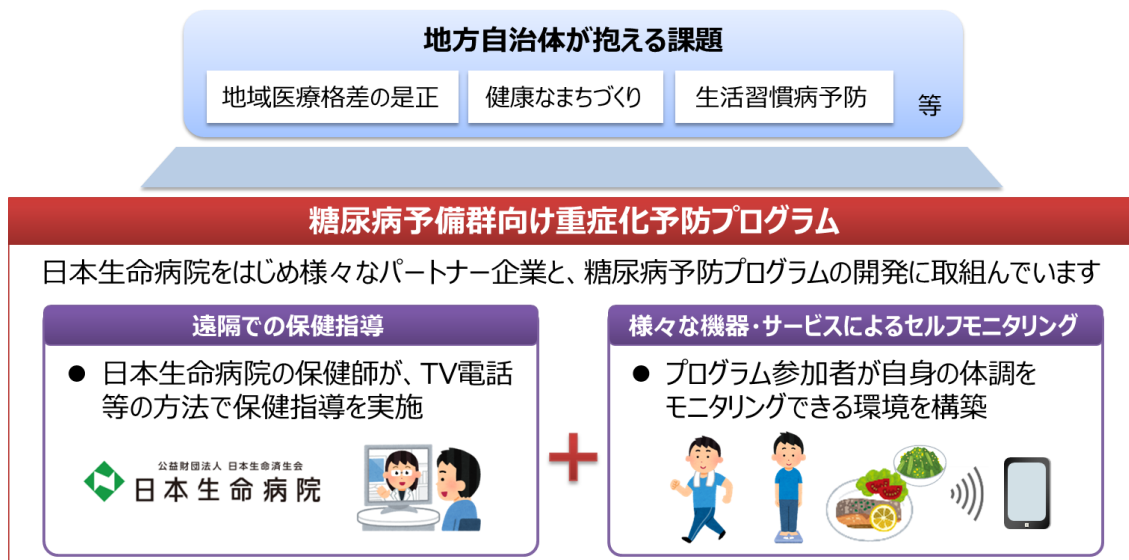 地方自治体が抱える課題
地域医療格差の是正
健康なまちづくり
生活習慣病予防
等
糖尿病予備群向け重症化予防プログラム
日本生命病院をはじめ様々なパートナー企業と、糖尿病予防プログラムの開発に取組んでいます
遠隔での保健指導
● 日本生命病院の保健師が、TV電話
等の方法で保健指導を実施
公益財団法人 日本生命済生会
日本生命病院
+
様々な機器・サービスによるセルフモニタリング
● プログラム参加者が自身の体調を
モニタリングできる環境を構築